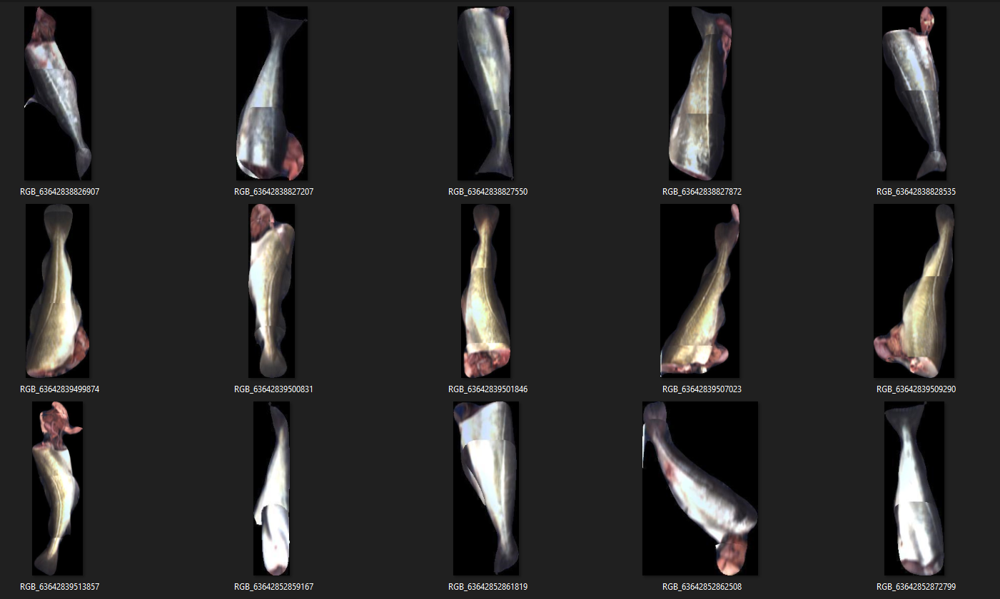 RGB_63642838826907
RGB_63642838827207
RGB_63642838827550
RGB_63642838827872
RGB_63642838828535
RGB_63642839499874
RGB_63642839500831
RGB_63642839501846
RGB_63642839507023
RGB_63642839509290
RGB_63642839513857
RGB_63642852859167
RGB_63642852861819
RGB_63642852862508
RGB_63642852872799